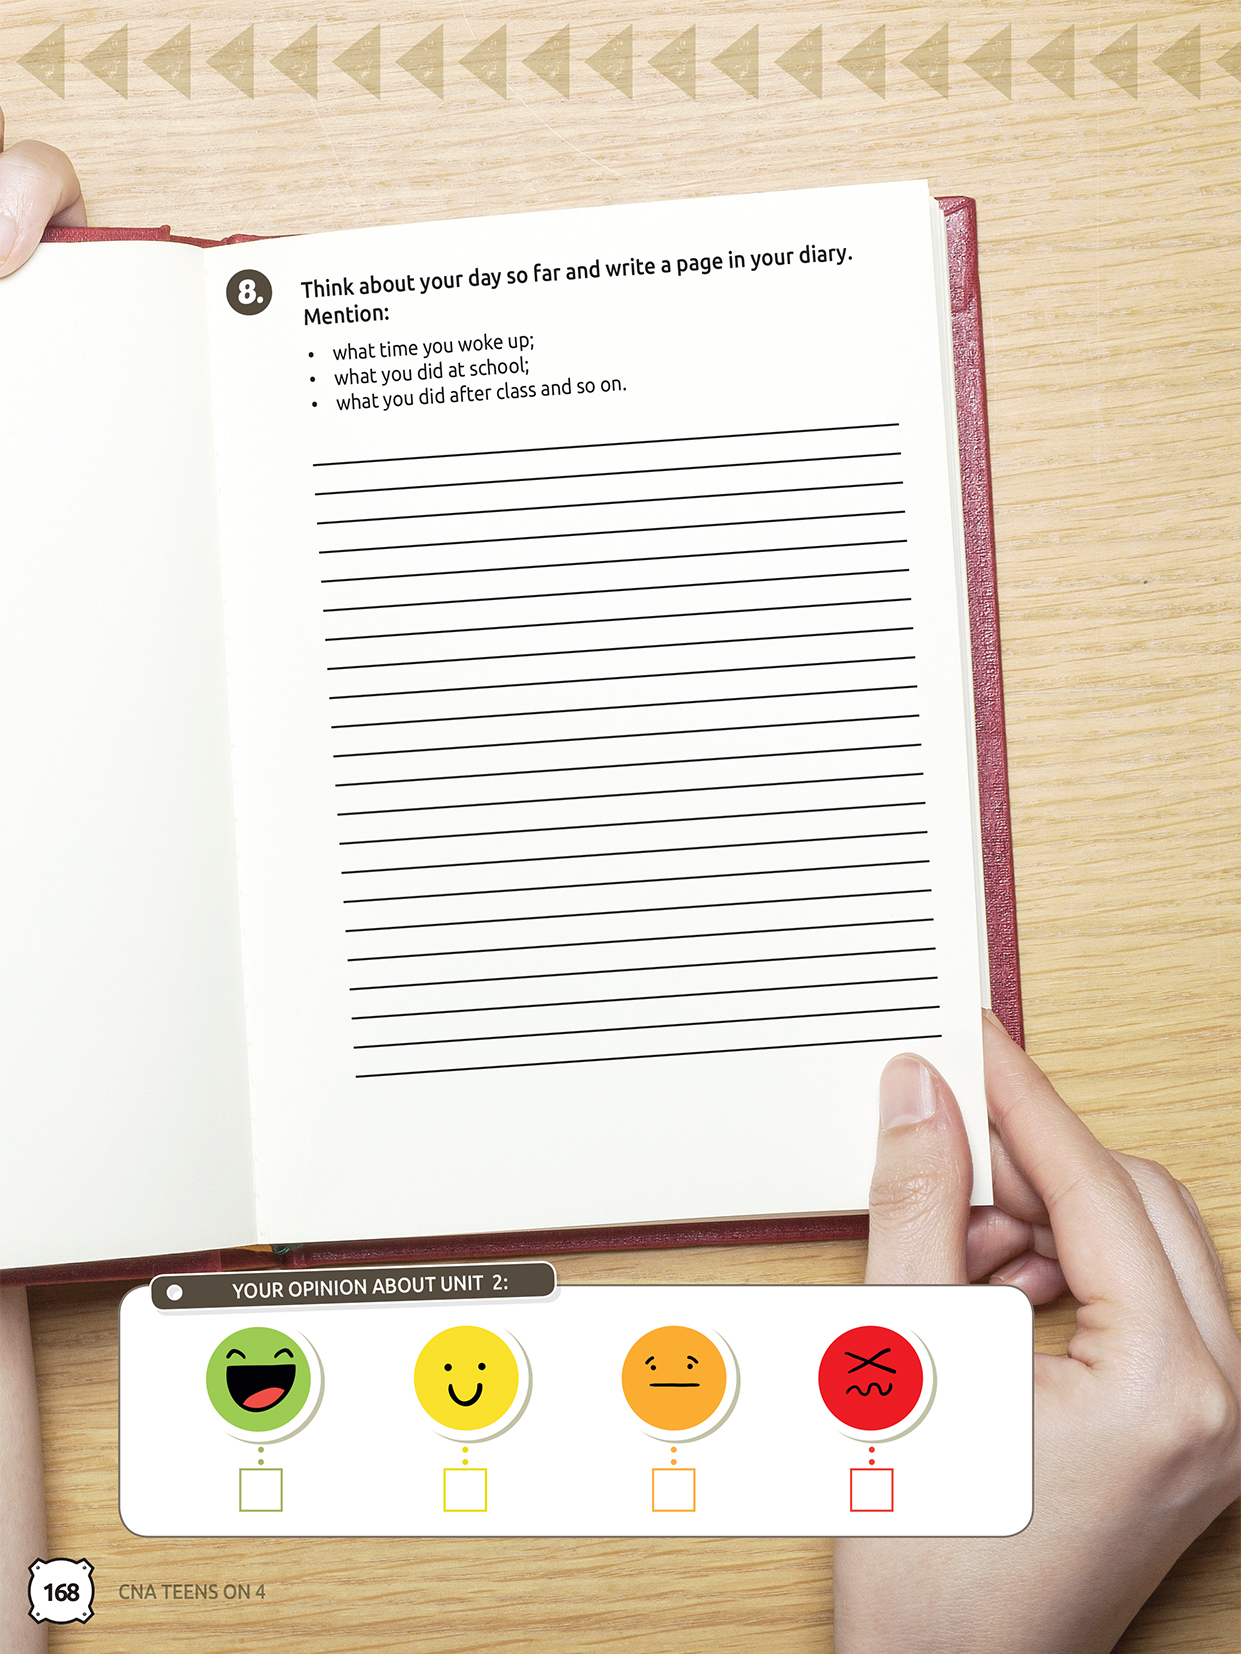 8. Think about your day so far and write a page in your diary.
Mention:
• what time you woke up;
• what you did at school;
• what you did after class and so on.
YOUR OPINION ABOUT UNIT 2:
168 CNA TEENS ON 4